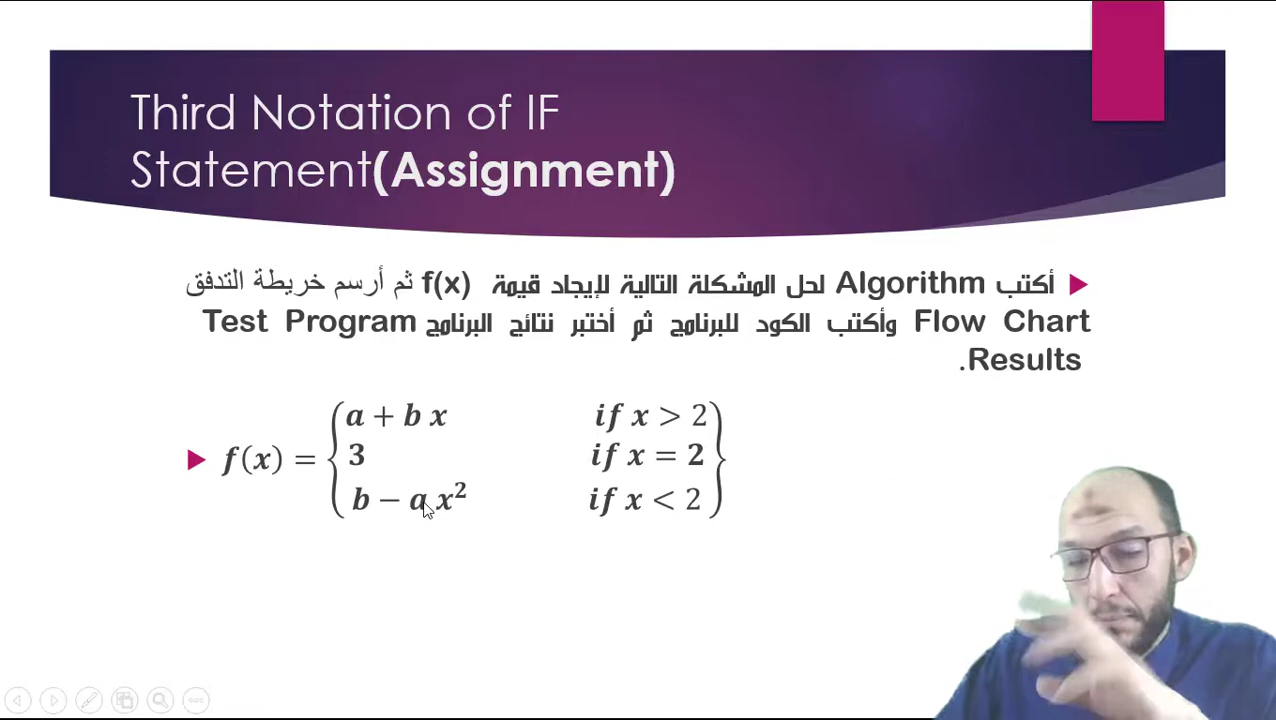 Third Notation of IF
Statement(Assignment)
أكتب Algorithm لحل المشكلة التالية لإيجاد قيمة f(x) ثم أرسم خريطة التدفق
Flow Chart وأكتب الكود للبرنامج ثم أختبر نتائج البرنامج Test Program
Results.
f(x) = { a + b x if x > 2
3 if x = 2
b − a x² if x < 2 }